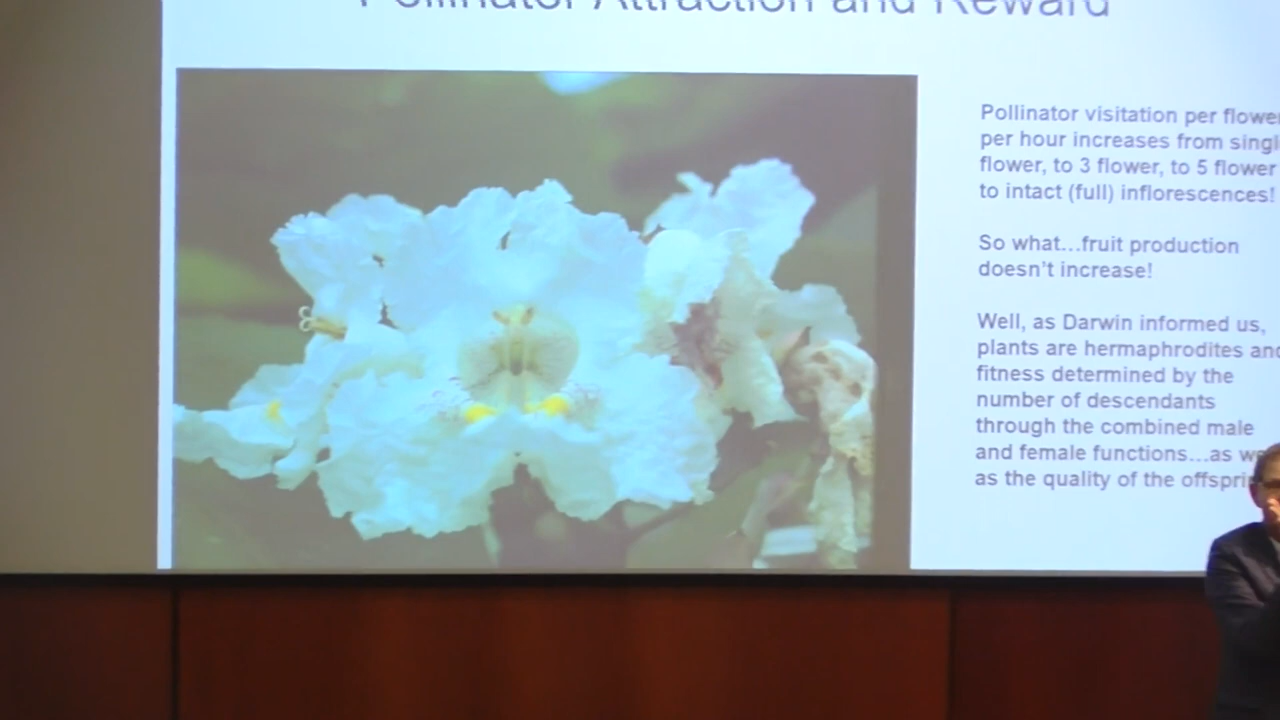 Pollinator Attraction and Reward
Pollinator visitation per flower
per hour increases from singl
flower, to 3 flower, to 5 flower
to intact (full) inflorescences!
So what...fruit production
doesn't increase!
Well, as Darwin informed us,
plants are hermaphrodites and
fitness determined by the
number of descendants
through the combined male
and female functions...as we
as the quality of the offspri